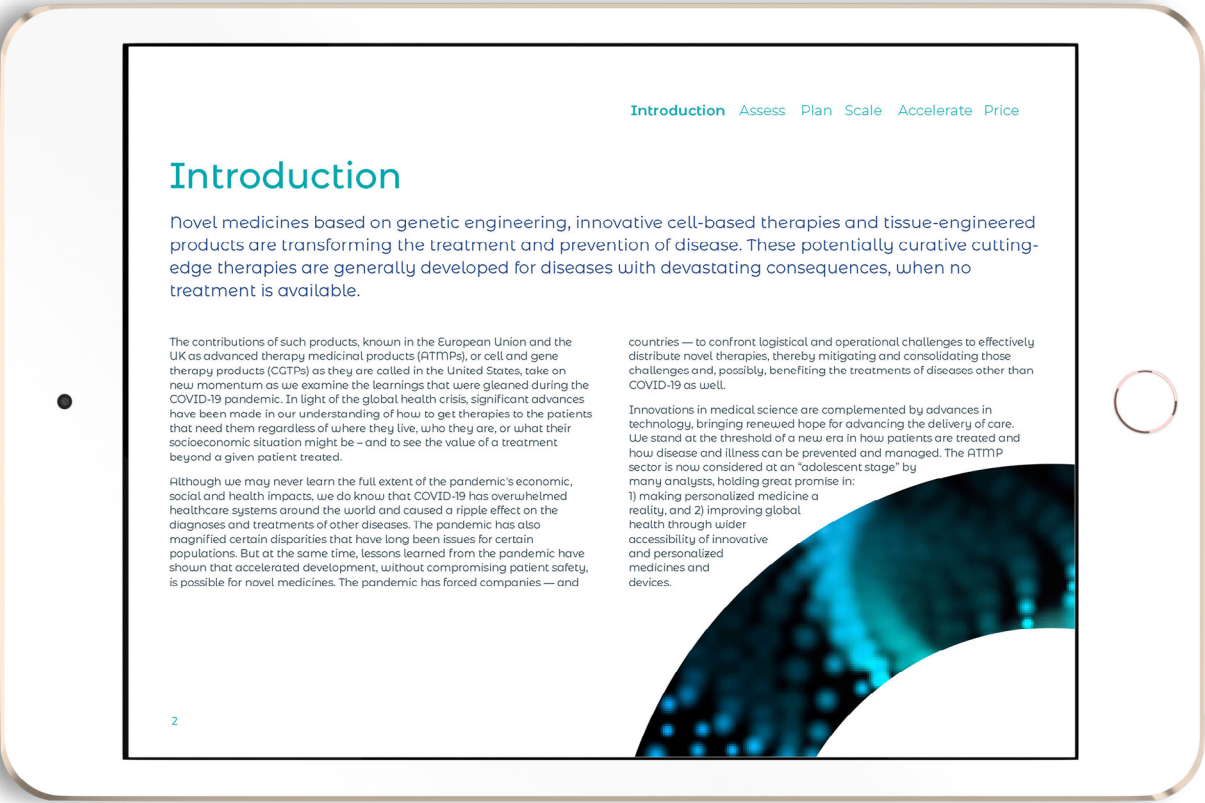 Introduction Assess Plan Scale Accelerate Price
Introduction
Novel medicines based on genetic engineering, innovative cell-based therapies and tissue-engineered
products are transforming the treatment and prevention of disease. These potentially curative cutting-
edge therapies are generally developed for diseases with devastating consequences, when no
treatment is available.
The contributions of such products, known in the European Union and the
UK as advanced therapy medicinal products (ATMPs), or cell and gene
therapy products (CGTPs) as they are called in the United States, take on
new momentum as we examine the learnings that were gleaned during the
COVID-19 pandemic. In light of the global health crisis, significant advances
have been made in our understanding of how to get therapies to the patients
that need them regardless of where they live, who they are, or what their
socioeconomic situation might be – and to see the value of a treatment
beyond a given patient treated.
Although we may never learn the full extent of the pandemic's economic,
social and health impacts, we do know that COVID-19 has overwhelmed
healthcare systems around the world and caused a ripple effect on the
diagnoses and treatments of other diseases. The pandemic has also
magnified certain disparities that have long been issues for certain
populations. But at the same time, lessons learned from the pandemic have
shown that accelerated development, without compromising patient safety,
is possible for novel medicines. The pandemic has forced companies — and
countries — to confront logistical and operational challenges to effectively
distribute novel therapies, thereby mitigating and consolidating those
challenges and, possibly, benefiting the treatments of diseases other than
COVID-19 as well.
Innovations in medical science are complemented by advances in
technology, bringing renewed hope for advancing the delivery of care.
We stand at the threshold of a new era in how patients are treated and
how disease and illness can be prevented and managed. The ATMP
sector is now considered at an “adolescent stage” by
many analysts, holding great promise in:
1) making personalized medicine a
reality, and 2) improving global
health through wider
accessibility of innovative
and personalized
medicines and
devices.
2